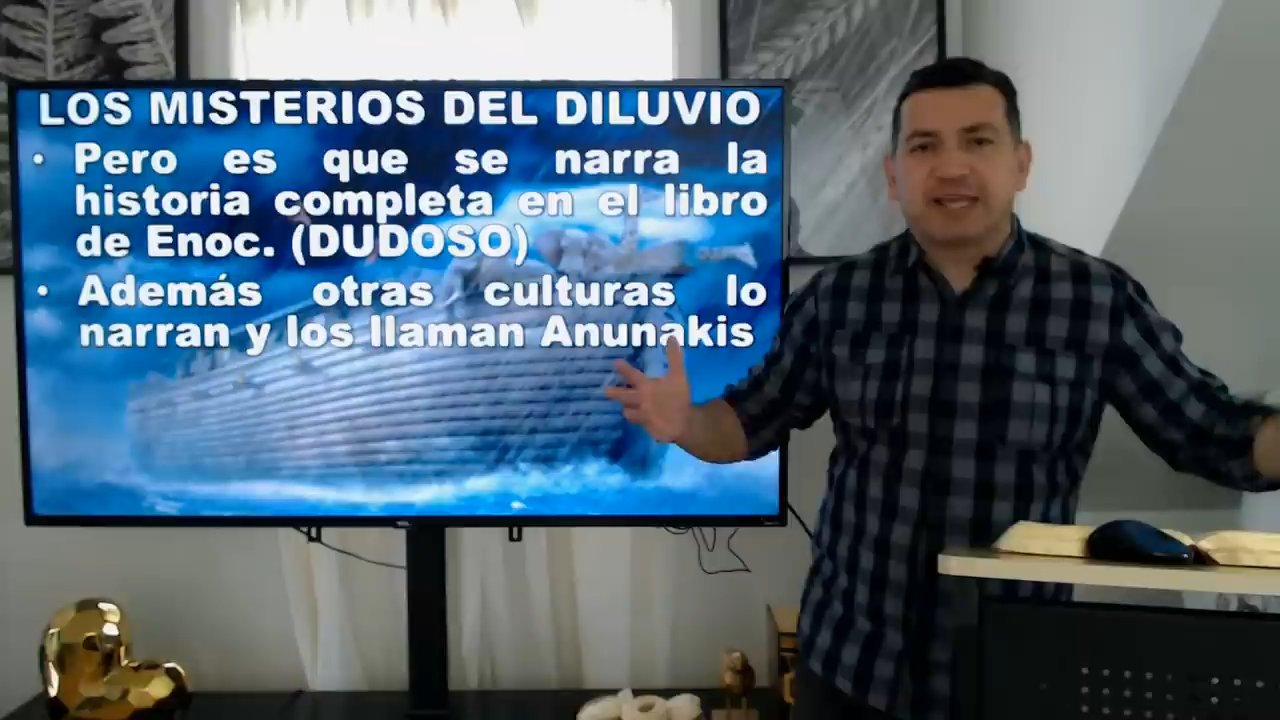 LOS MISTERIOS DEL DILUVIO
• Pero es que se narra la
historia completa en el libro
de Enoc. (DUDOSO)
• Además otras culturas lo
narran y los llaman Anunakis